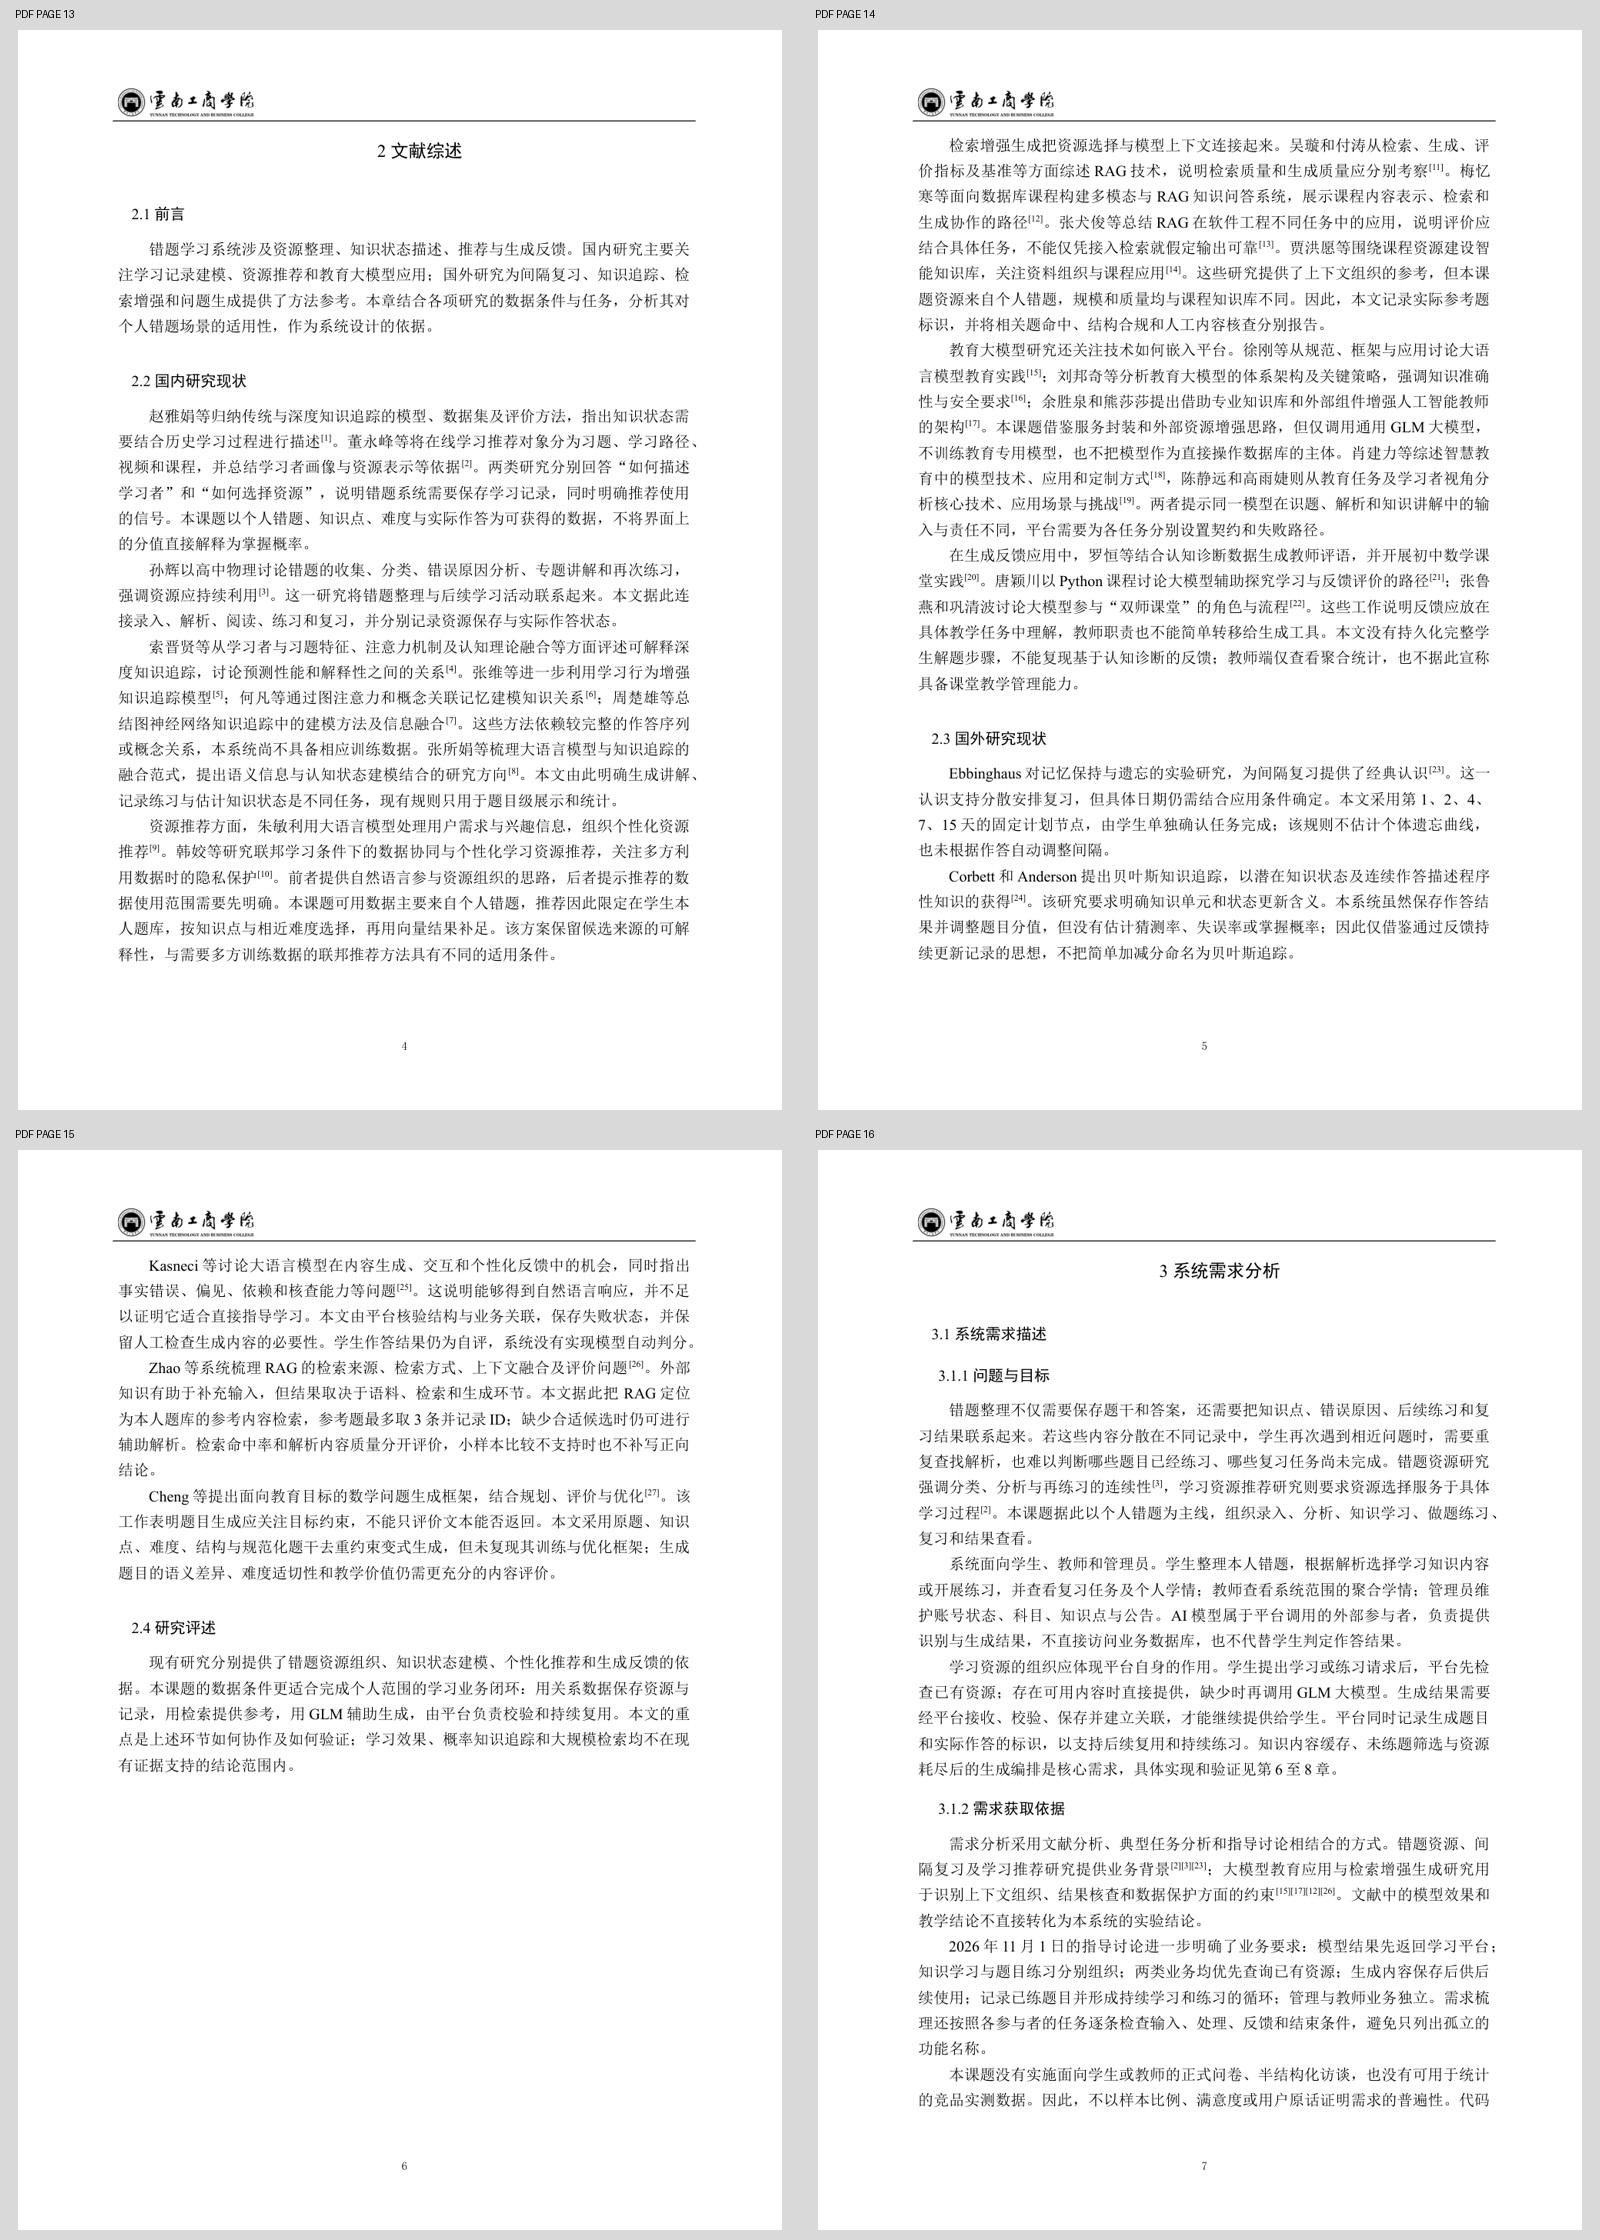 PDF PAGE 13
雲南工商學院
YUNNAN TECHNOLOGY AND BUSINESS COLLEGE
2 文献综述
2.1 前言
错题学习系统涉及资源整理、知识状态描述、推荐与生成反馈。国内研究主要关
注学习记录建模、资源推荐和教育大模型应用；国外研究为间隔复习、知识追踪、检
索增强和问题生成提供了方法参考。本章结合各项研究的数据条件与任务，分析其对
个人错题场景的适用性，作为系统设计的依据。
2.2 国内研究现状
赵雅娟等归纳传统与深度知识追踪的模型、数据集及评价方法，指出知识状态需
要结合历史学习过程进行描述[1]。董永峰等将在线学习推荐对象分为习题、学习路径、
视频和课程，并总结学习者画像与资源表示等依据[2]。两类研究分别回答“如何描述
学习者”和“如何选择资源”，说明错题系统需要保存学习记录，同时明确推荐使用
的信号。本课题以个人错题、知识点、难度与实际作答为可获得的数据，不将界面上
的分值直接解释为掌握概率。
孙辉以高中物理讨论错题的收集、分类、错误原因分析、专题讲解和再次练习，
强调资源应持续利用[3]。这一研究将错题整理与后续学习活动联系起来。本文据此连
接录入、解析、阅读、练习和复习，并分别记录资源保存与实际作答状态。
索晋贤等从学习者与习题特征、注意力机制及认知理论融合等方面评述可解释深
度知识追踪，讨论预测性能和解释性之间的关系[4]。张维等进一步利用学习行为增强
知识追踪模型[5]；何凡等通过图注意力和概念关联记忆建模知识关系[6]；周楚雄等总
结图神经网络知识追踪中的建模方法及信息融合[7]。这些方法依赖较完整的作答序列
或概念关系，本系统尚不具备相应训练数据。张所娟等梳理大语言模型与知识追踪的
融合范式，提出语义信息与认知状态建模结合的研究方向[8]。本文由此明确生成讲解、
记录练习与估计知识状态是不同任务，现有规则只用于题目级展示和统计。
资源推荐方面，朱敏利用大语言模型处理用户需求与兴趣信息，组织个性化资源
推荐[9]。韩姣等研究联邦学习条件下的数据协同与个性化学习资源推荐，关注多方利
用数据时的隐私保护[10]。前者提供自然语言参与资源组织的思路，后者提示推荐的数
据使用范围需要先明确。本课题可用数据主要来自个人错题，推荐因此限定在学生本
人题库，按知识点与相近难度选择，再用向量结果补足。该方案保留候选来源的可解
释性，与需要多方训练数据的联邦推荐方法具有不同的适用条件。
4
PDF PAGE 14
雲南工商學院
YUNNAN TECHNOLOGY AND BUSINESS COLLEGE
检索增强生成把资源选择与模型上下文连接起来。吴璇和付涛从检索、生成、评
价指标及基准等方面综述 RAG 技术，说明检索质量和生成质量应分别考察[11]。梅忆
寒等面向数据库课程构建多模态与 RAG 知识问答系统，展示课程内容表示、检索和
生成协作的路径[12]。张犬俊等总结 RAG 在软件工程不同任务中的应用，说明评价应
结合具体任务，不能仅凭接入检索就假定输出可靠[13]。贾洪愿等围绕课程资源建设智
能知识库，关注资料组织与课程应用[14]。这些研究提供了上下文组织的参考，但本课
题资源来自个人错题，规模和质量均与课程知识库不同。因此，本文记录实际参考题
标识，并将相关题命中、结构合规和人工内容核查分别报告。
教育大模型研究还关注技术如何嵌入平台。徐刚等从规范、框架与应用讨论大语
言模型教育实践[15]；刘邦奇等分析教育大模型的体系架构及关键策略，强调知识准确
性与安全要求[16]；余胜泉和熊莎莎提出借助专业知识库和外部组件增强人工智能教师
的架构[17]。本课题借鉴服务封装和外部资源增强思路，但仅调用通用 GLM 大模型，
不训练教育专用模型，也不把模型作为直接操作数据库的主体。肖建力等综述智慧教
育中的模型技术、应用和定制方式[18]，陈静远和高雨婕则从教育任务及学习者视角分
析核心技术、应用场景与挑战[19]。两者提示同一模型在识题、解析和知识讲解中的输
入与责任不同，平台需要为各任务分别设置契约和失败路径。
在生成反馈应用中，罗恒等结合认知诊断数据生成教师评语，并开展初中数学课
堂实践[20]。唐颖川以 Python 课程讨论大模型辅助探究学习与反馈评价的路径[21]；张鲁
燕和巩清波讨论大模型参与“双师课堂”的角色与流程[22]。这些工作说明反馈应放在
具体教学任务中理解，教师职责也不能简单转移给生成工具。本文没有持久化完整学
生解题步骤，不能复现基于认知诊断的反馈；教师端仅查看聚合统计，也不据此宣称
具备课堂教学管理能力。
2.3 国外研究现状
Ebbinghaus 对记忆保持与遗忘的实验研究，为间隔复习提供了经典认识[23]。这一
认识支持分散安排复习，但具体日期仍需结合应用条件确定。本文采用第 1、2、4、
7、15 天的固定计划节点，由学生单独确认任务完成；该规则不估计个体遗忘曲线，
也未根据作答自动调整间隔。
Corbett 和 Anderson 提出贝叶斯知识追踪，以潜在知识状态及连续作答描述程序
性知识的获得[24]。该研究要求明确知识单元和状态更新含义。本系统虽然保存作答结
果并调整题目分值，但没有估计猜测率、失误率或掌握概率；因此仅借鉴通过反馈持
续更新记录的思想，不把简单加减分命名为贝叶斯追踪。
5
PDF PAGE 15
雲南工商學院
YUNNAN TECHNOLOGY AND BUSINESS COLLEGE
Kasneci 等讨论大语言模型在内容生成、交互和个性化反馈中的机会，同时指出
事实错误、偏见、依赖和核查能力等问题[25]。这说明能够得到自然语言响应，并不足
以证明它适合直接指导学习。本文由平台核验结构与业务关联，保存失败状态，并保
留人工检查生成内容的必要性。学生作答结果仍为自评，系统没有实现模型自动判分。
Zhao 等系统梳理 RAG 的检索来源、检索方式、上下文融合及评价问题[26]。外部
知识有助于补充输入，但结果取决于语料、检索和生成环节。本文据此把 RAG 定位
为本人题库的参考内容检索，参考题最多取 3 条并记录 ID；缺少合适候选时仍可进行
辅助解析。检索命中率和解析内容质量分开评价，小样本比较不支持时也不补写正向
结论。
Cheng 等提出面向教育目标的数学问题生成框架，结合规划、评价与优化[27]。该
工作表明题目生成应关注目标约束，不能只评价文本能否返回。本文采用原题、知识
点、难度、结构与规范化题干去重约束变式生成，但未复现其训练与优化框架；生成
题目的语义差异、难度适切性和教学价值仍需更充分的内容评价。
2.4 研究评述
现有研究分别提供了错题资源组织、知识状态建模、个性化推荐和生成反馈的依
据。本课题的数据条件更适合完成个人范围的学习业务闭环：用关系数据保存资源与
记录，用检索提供参考，用 GLM 辅助生成，由平台负责校验和持续复用。本文的重
点是上述环节如何协作及如何验证；学习效果、概率知识追踪和大规模检索均不在现
有证据支持的结论范围内。
6
PDF PAGE 16
雲南工商學院
YUNNAN TECHNOLOGY AND BUSINESS COLLEGE
3 系统需求分析
3.1 系统需求描述
3.1.1 问题与目标
错题整理不仅需要保存题干和答案，还需要把知识点、错误原因、后续练习和复
习结果联系起来。若这些内容分散在不同记录中，学生再次遇到相近问题时，需要重
复查找解析，也难以判断哪些题目已经练习、哪些复习任务尚未完成。错题资源研究
强调分类、分析与再练习的连续性[3]，学习资源推荐研究则要求资源选择服务于具体
学习过程[2]。本课题据此以个人错题为主线，组织录入、分析、知识学习、做题练习、
复习和结果查看。
系统面向学生、教师和管理员。学生整理本人错题，根据解析选择学习知识内容
或开展练习，并查看复习任务及个人学情；教师查看系统范围的聚合学情；管理员维
护账号状态、科目、知识点与公告。AI 模型属于平台调用的外部参与者，负责提供
识别与生成结果，不直接访问业务数据库，也不代替学生判定作答结果。
学习资源的组织应体现平台自身的作用。学生提出学习或练习请求后，平台先检
查已有资源；存在可用内容时直接提供，缺少时再调用 GLM 大模型。生成结果需要
经平台接收、校验、保存并建立关联，才能继续提供给学生。平台同时记录生成题目
和实际作答的标识，以支持后续复用和持续练习。知识内容缓存、未练题筛选与资源
耗尽后的生成编排是核心需求，具体实现和验证见第 6 至 8 章。
3.1.2 需求获取依据
需求分析采用文献分析、典型任务分析和指导讨论相结合的方式。错题资源、间
隔复习及学习推荐研究提供业务背景[2][3][23]；大模型教育应用与检索增强生成研究用
于识别上下文组织、结果核查和数据保护方面的约束[15][17][12][26]。文献中的模型效果和
教学结论不直接转化为本系统的实验结论。
2026 年 11 月 1 日的指导讨论进一步明确了业务要求：模型结果先返回学习平台；
知识学习与题目练习分别组织；两类业务均优先查询已有资源；生成内容保存后供后
续使用；记录已练题目并形成持续学习和练习的循环；管理与教师业务独立。需求梳
理还按照各参与者的任务逐条检查输入、处理、反馈和结束条件，避免只列出孤立的
功能名称。
本课题没有实施面向学生或教师的正式问卷、半结构化访谈，也没有可用于统计
的竞品实测数据。因此，不以样本比例、满意度或用户原话证明需求的普遍性。代码
7